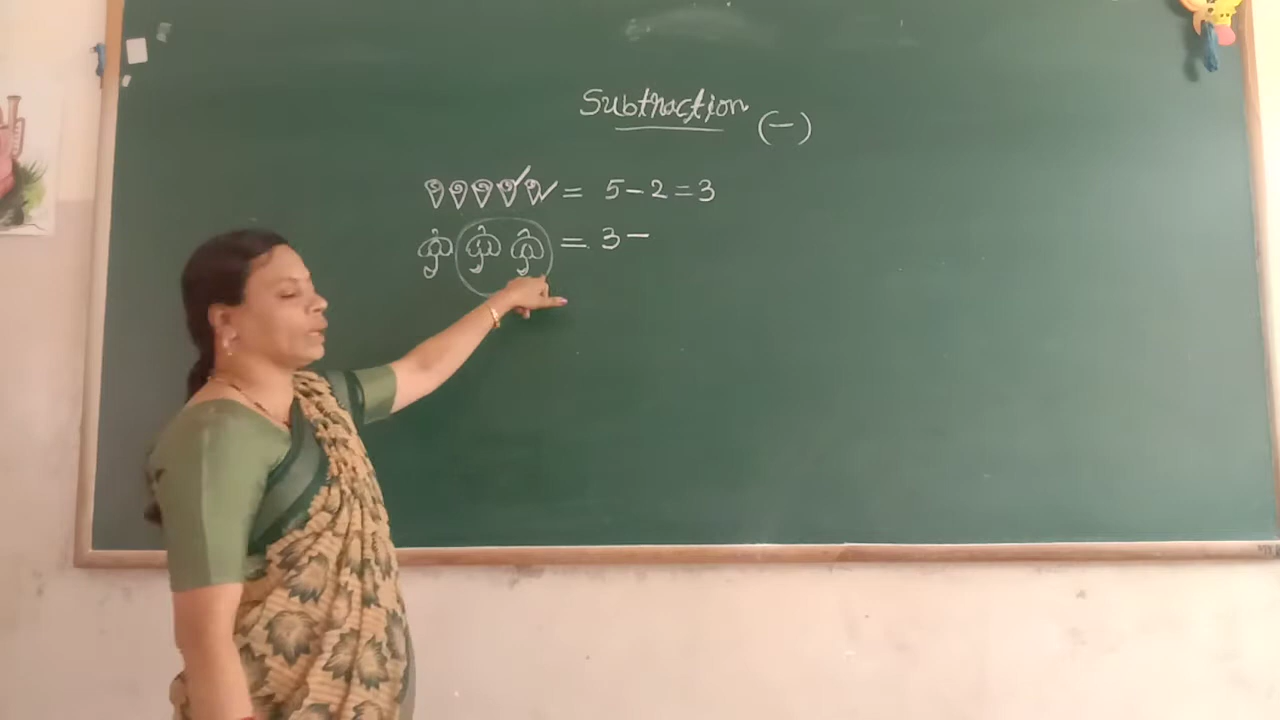 Subtraction
(-)
= 5-2=3
= 3-